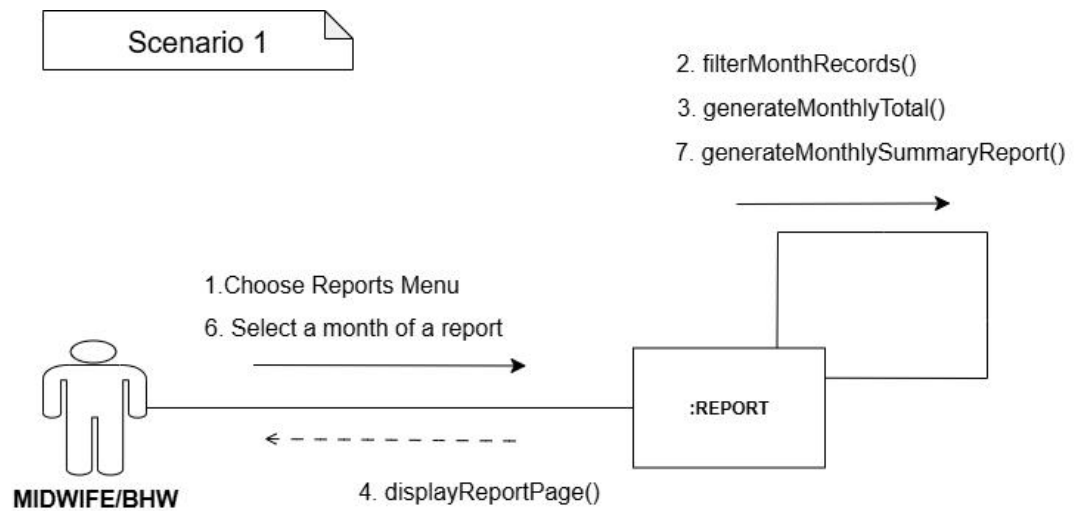 Scenario 1
2. filterMonthRecords()
3. generateMonthlyTotal()
7. generateMonthlySummaryReport()
1.Choose Reports Menu
6. Select a month of a report
:REPORT
MIDWIFE/BHW
4. displayReportPage()